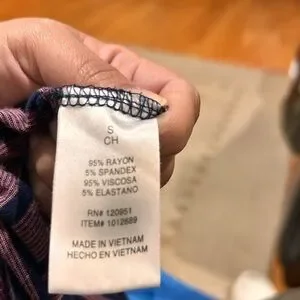 S
CH
95% RAYON
5% SPANDEX
95% VISCOSA
5% ELASTANO
RN# 120951
ITEM# 1012689
MADE IN VIETNAM
HECHO EN VIETNAM